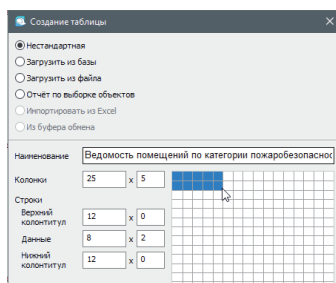 Создание таблицы
Нестандартная
Загрузить из базы
Загрузить из файла
Отчёт по выборке объектов
Импортировать из Excel
Из буфера обмена
Наименование Ведомость помещений по категории пожаробезопаснос
Колонки 25 x 5
Строки
Верхний колонтитул 12 x 0
Данные 8 x 2
Нижний колонтитул 12 x 0